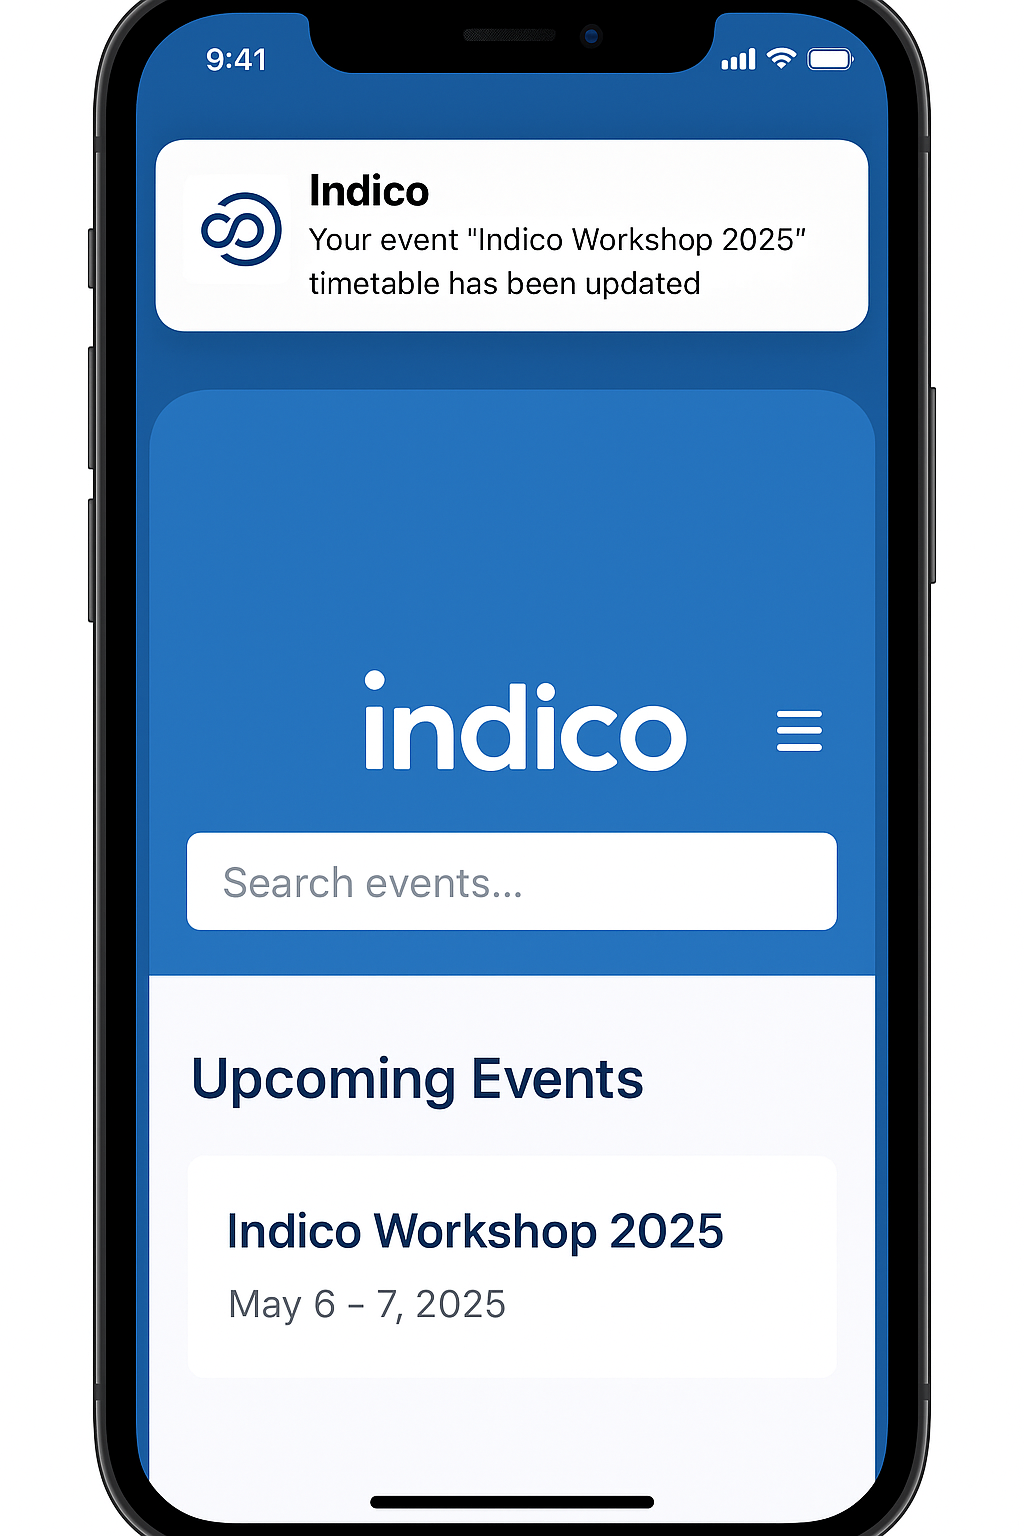 9:41
Indico
Your event "Indico Workshop 2025”
timetable has been updated
indico
Search events...
Upcoming Events
Indico Workshop 2025
May 6 – 7, 2025